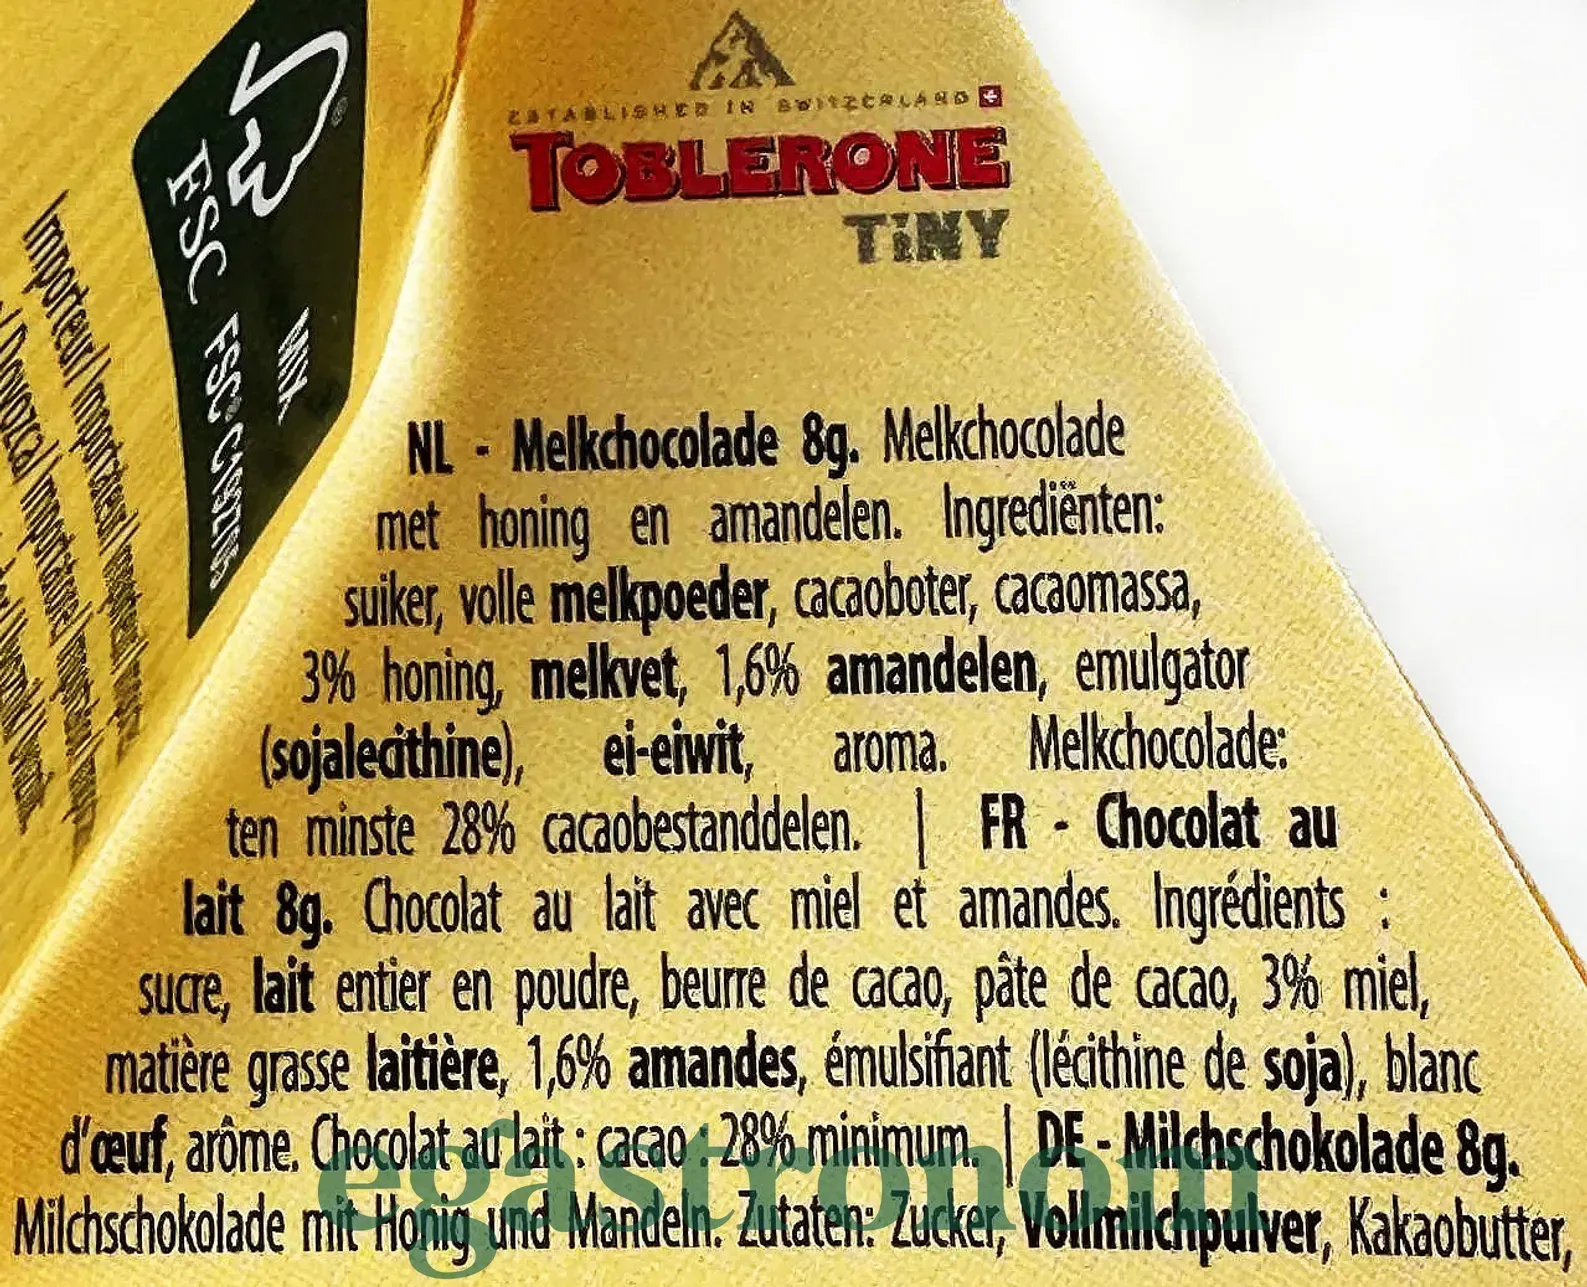 ESTABLISHED IN SWITZERLAND
TOBLERONE
TiNY
NL - Melkchocolade 8g. Melkchocolade
met honing en amandelen. Ingrediënten:
suiker, volle melkpoeder, cacaoboter, cacaomassa,
3% honing, melkvet, 1,6% amandelen, emulgator
(sojalecithine), ei-eiwit, aroma. Melkchocolade:
ten minste 28% cacaobestanddelen. | FR - Chocolat au
lait 8g. Chocolat au lait avec miel et amandes. Ingrédients :
sucre, lait entier en poudre, beurre de cacao, pâte de cacao, 3% miel,
matière grasse laitière, 1,6% amandes, émulsifiant (lécithine de soja), blanc
d'œuf, arôme. Chocolat au lait : cacao : 28% minimum. | DE - Milchschokolade 8g.
Milchschokolade mit Honig und Mandeln. Zutaten: Zucker, Vollmilchpulver, Kakaobutter,
egastronom
FSC
MIX
Importeur/